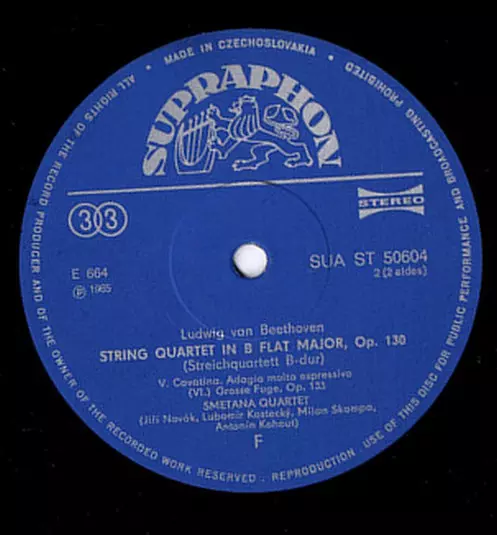 MADE IN CZECHOSLOVAKIA
ALL RIGHTS OF THE RECORD PRODUCER AND OF THE OWNER OF THE RECORDED WORK RESERVED . REPRODUCTION USE OF THIS DISC FOR PUBLIC PERFORMANCE AND BROADCASTING PROHIBITED
SUPRAPHON
33
STEREO
E 664
SUA ST 50604
Ⓟ 1965
2 (2 sides)
Ludwig van Beethoven
STRING QUARTET IN B FLAT MAJOR, Op. 130
(Streichquartett B-dur)
V. Cavatina. Adagio molto espressivo
(VI.) Grosse Fuge, Op. 133
SMETANA QUARTET
(Jiří Novák, Lubomír Kostecký, Milan Škampa,
Antonín Kohout)
F